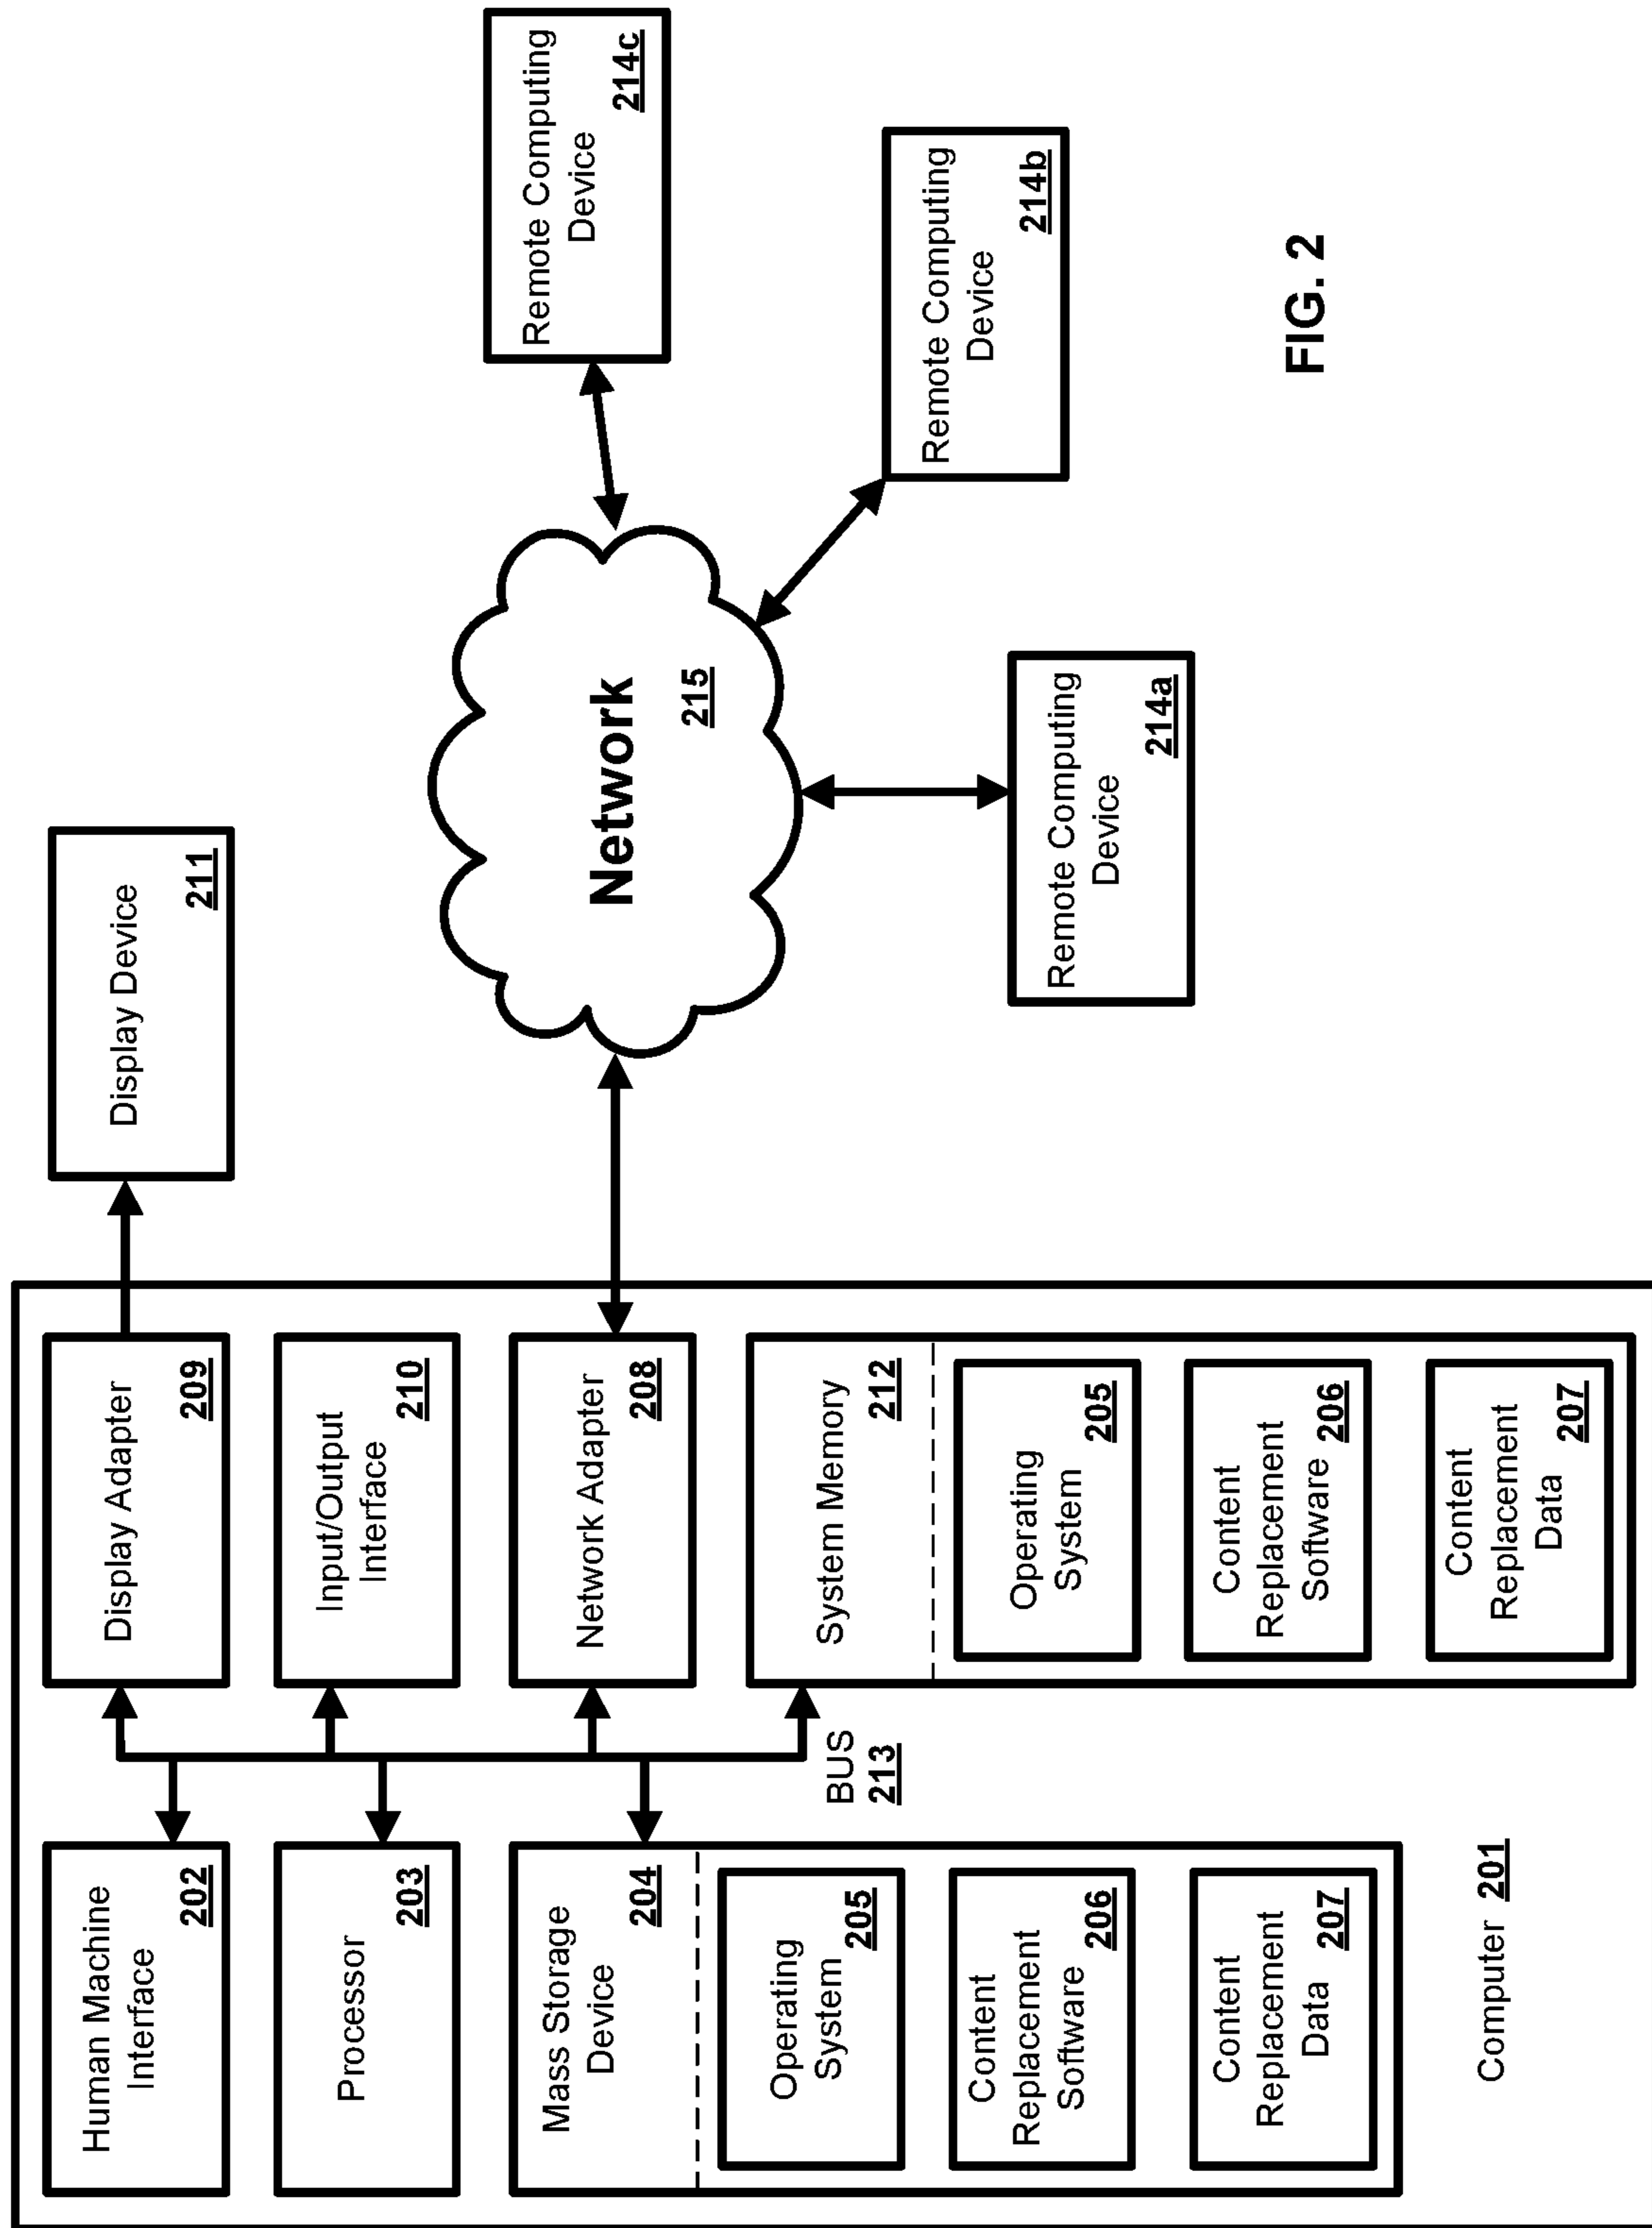 Human Machine
Interface
202
Processor
203
Mass Storage
Device
204
Operating
System
205
Content
Replacement
Software
206
Content
Replacement
Data
207
Computer 201
BUS
213
Display Adapter
209
Input/Output
Interface
210
Network Adapter
208
System Memory
212
Operating
System
205
Content
Replacement
Software
206
Content
Replacement
Data
207
Display Device
211
Network
215
Remote Computing
Device
214a
Remote Computing
Device
214b
Remote Computing
Device
214c
FIG. 2